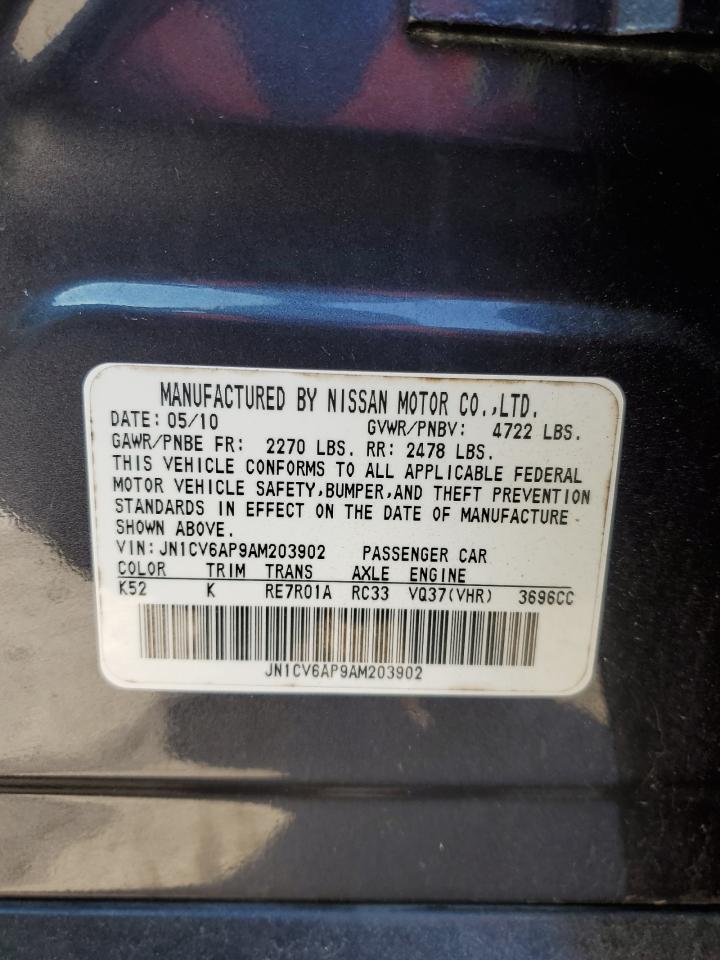 MANUFACTURED BY NISSAN MOTOR CO.,LTD.
DATE: 05/10 GVWR/PNBV: 4722 LBS.
GAWR/PNBE FR: 2270 LBS. RR: 2478 LBS.
THIS VEHICLE CONFORMS TO ALL APPLICABLE FEDERAL
MOTOR VEHICLE SAFETY,BUMPER,AND THEFT PREVENTION
STANDARDS IN EFFECT ON THE DATE OF MANUFACTURE
SHOWN ABOVE.
VIN:JN1CV6AP9AM203902 PASSENGER CAR
COLOR TRIM TRANS AXLE ENGINE
K52 K RE7R01A RC33 VQ37(VHR) 3696CC
JN1CV6AP9AM203902